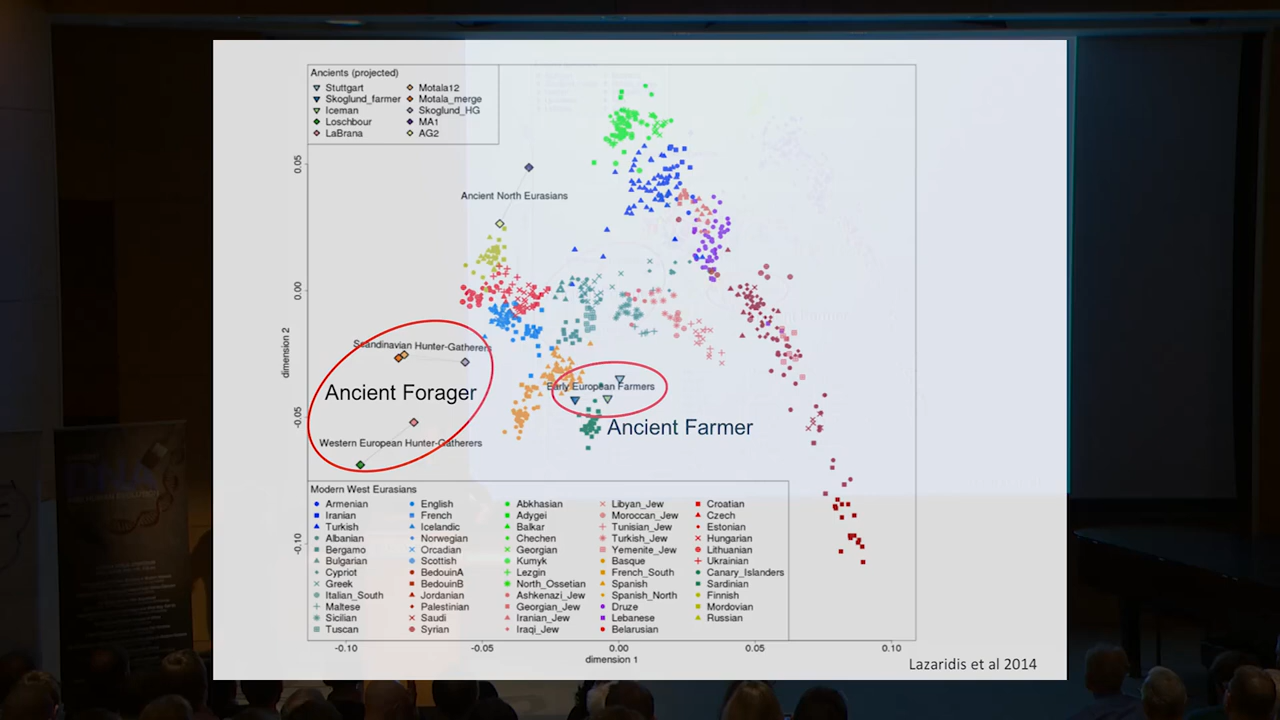 Ancients (projected)
Stuttgart
Skoglund_farmer
Iceman
Loschbour
LaBrana
Motala12
Motala_merge
Skoglund_HG
MA1
AG2
Ancient North Eurasians
Scandinavian Hunter-Gatherers
Ancient Forager
Western European Hunter-Gatherers
Early European Farmers
Ancient Farmer
dimension 2
0.05
0.00
-0.05
-0.10
Modern West Eurasians
Armenian
Iranian
Turkish
Albanian
Bergamo
Bulgarian
Cypriot
Greek
Italian_South
Maltese
Sicilian
Tuscan
English
French
Icelandic
Norwegian
Orcadian
Scottish
BedouinA
BedouinB
Jordanian
Palestinian
Saudi
Syrian
Abkhasian
Adygei
Balkar
Chechen
Georgian
Kumyk
Lezgin
North_Ossetian
Ashkenazi_Jew
Georgian_Jew
Iranian_Jew
Iraqi_Jew
Libyan_Jew
Moroccan_Jew
Tunisian_Jew
Turkish_Jew
Yemenite_Jew
Basque
French_South
Spanish
Spanish_North
Druze
Lebanese
Belarusian
Croatian
Czech
Estonian
Hungarian
Lithuanian
Ukrainian
Canary_Islanders
Sardinian
Finnish
Mordovian
Russian
-0.10
-0.05
0.00
0.05
0.10
dimension 1
Lazaridis et al 2014
DNA